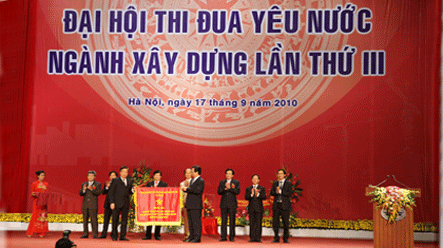 ĐẠI HỘI THI ĐUA YÊU NƯỚC
NGÀNH XÂY DỰNG LẦN THỨ III
Hà Nội, ngày 17 tháng 9 năm 2010